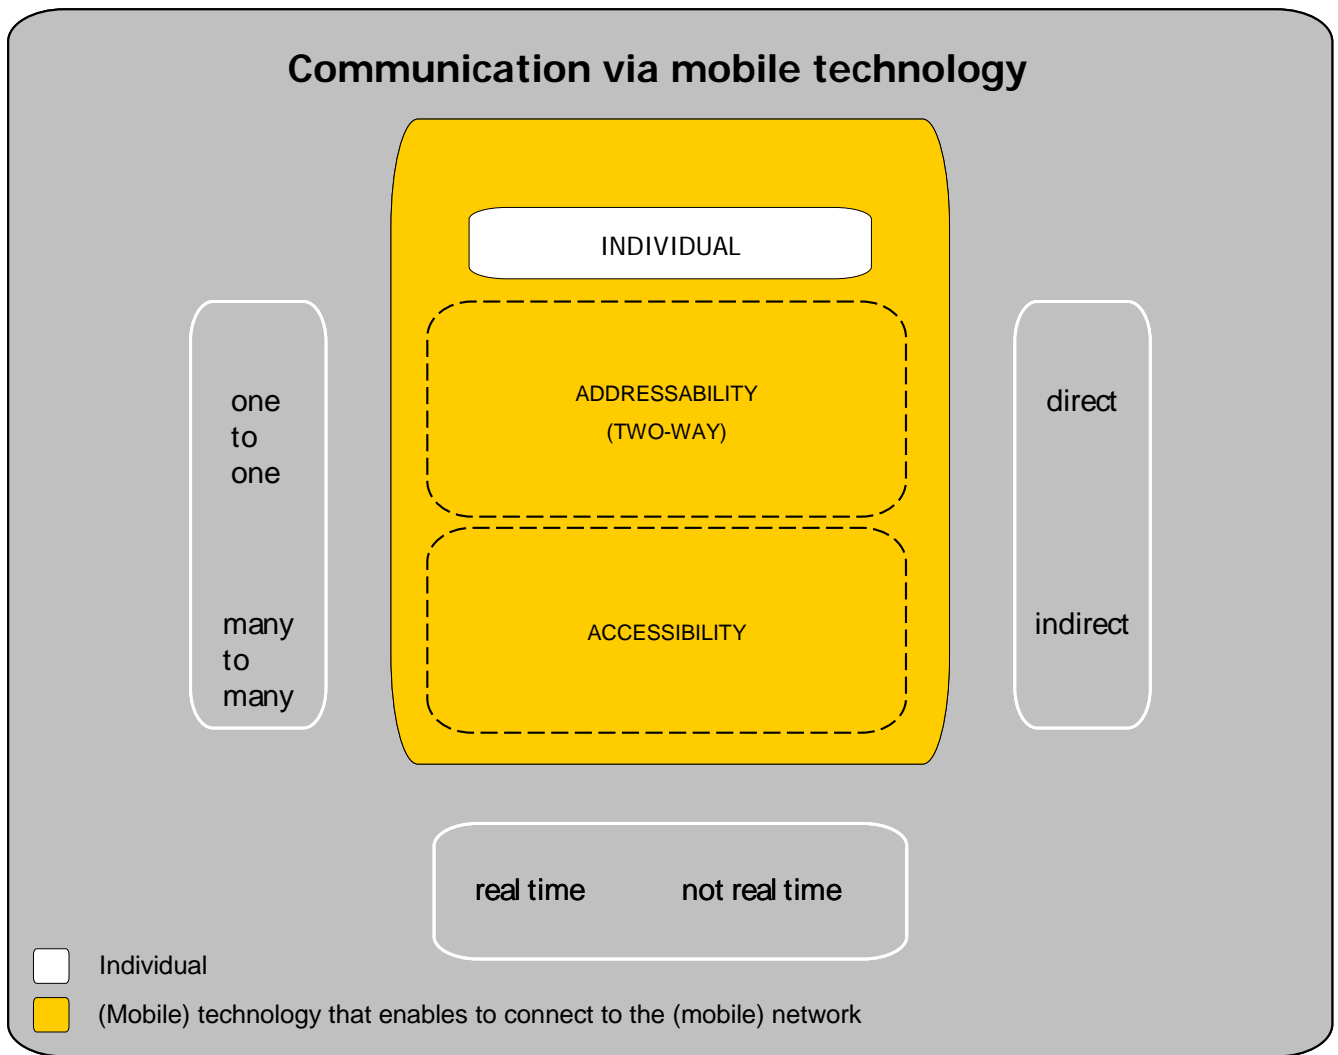 Communication via mobile technology
INDIVIDUAL
ADDRESSABILITY
(TWO-WAY)
one
to
one
direct
many
to
many
ACCESSIBILITY
indirect
real time
not real time
Individual
(Mobile) technology that enables to connect to the (mobile) network